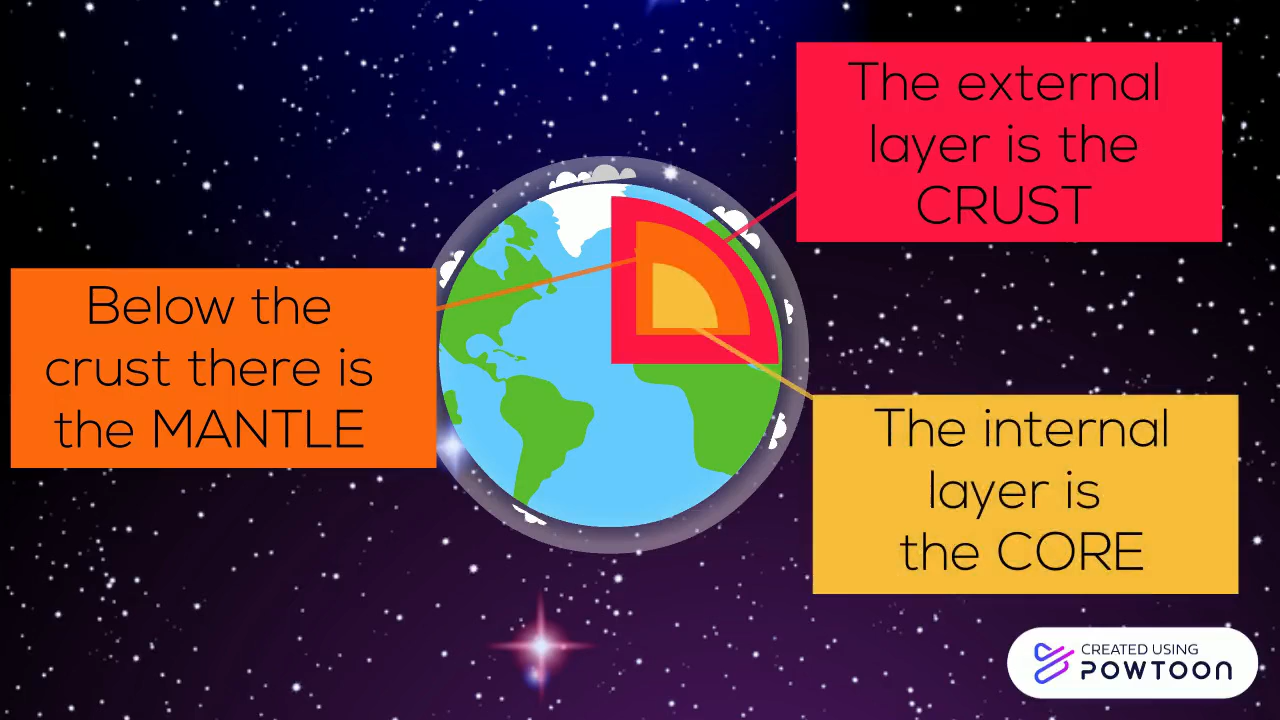 The external
layer is the
CRUST
Below the
crust there is
the MANTLE
The internal
layer is
the CORE
CREATED USING
POWTOON